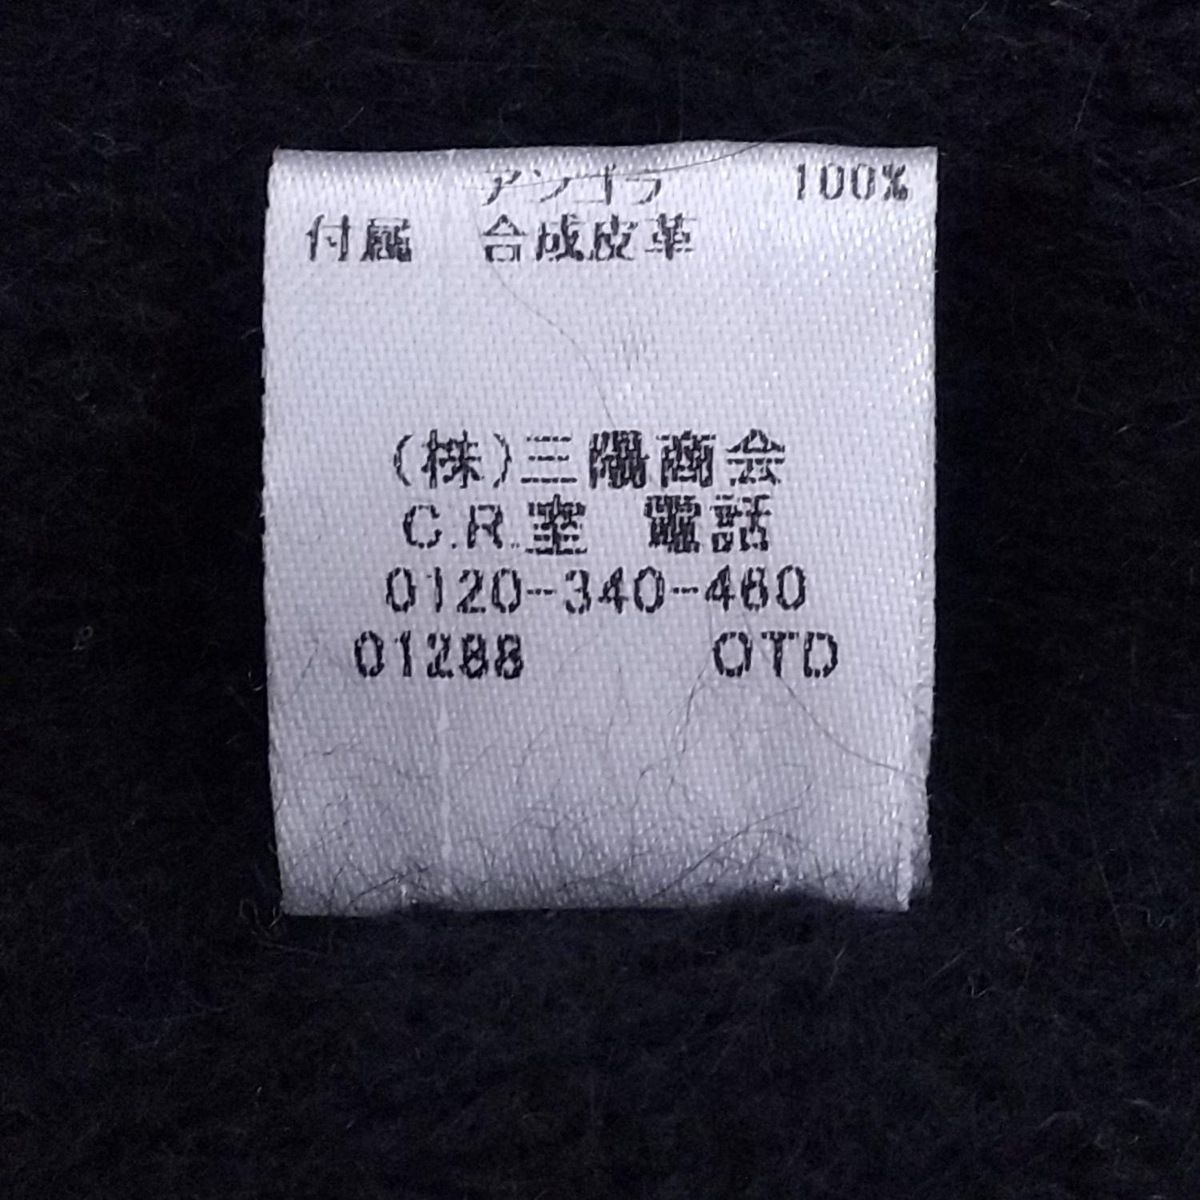 アンゴラ 100%
付属 合成皮革
(株)三陽商会
C.R.室 電話
0120-340-460
01288 OTD